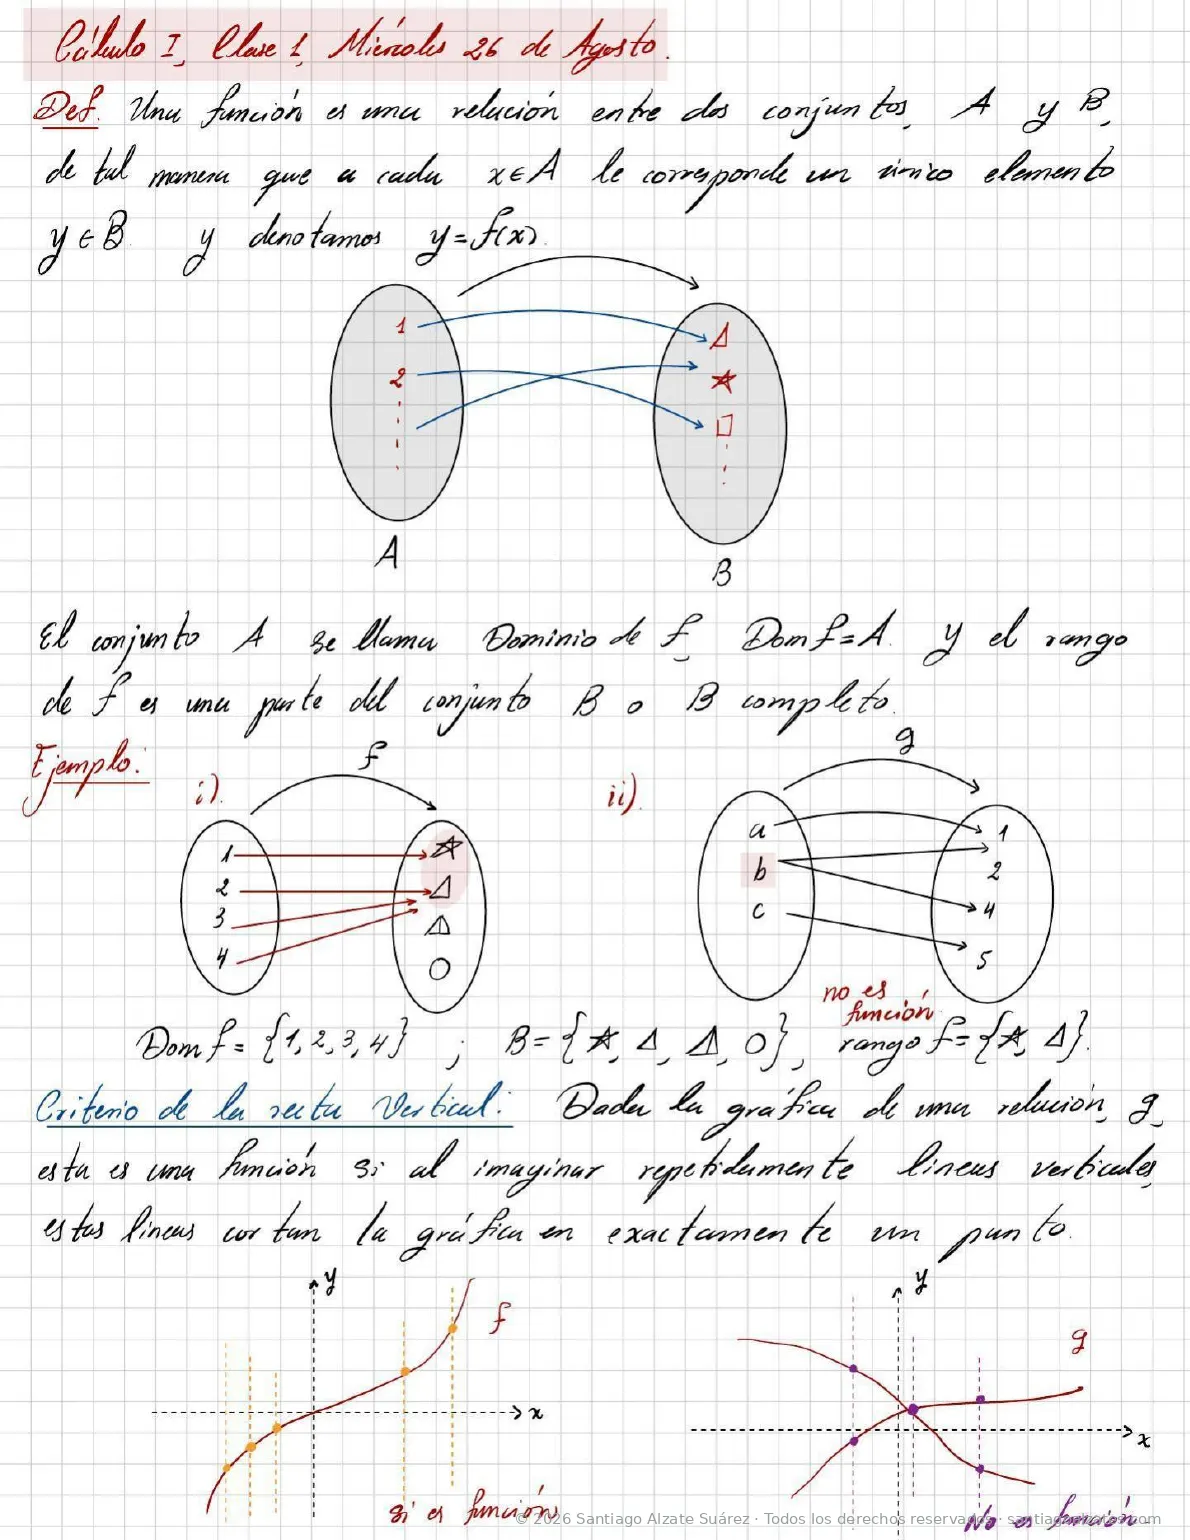 Cálculo I, Clase 1, Miércoles 26 de Agosto.
Def. Una función es una relación entre dos conjuntos, A y B,
de tal manera que a cada x∈A le corresponde un único elemento
y∈B. y denotamos y=f(x).
1
2
A
△
☆
□
B
El conjunto A se llama Dominio de f, Dom f=A. Y el rango
de f es una parte del conjunto B o B completo.
Ejemplo:
i).
f
1
2
3
4
ii).
g
a
b
c
1
2
4
5
no es
función
Dom f = {1,2,3,4} ; B={☆, △, △, ○}, rango f={☆, △}.
Criterio de la recta Vertical: Dada la gráfica de una relación, g,
esta es una función si al imaginar repetidamente lineas verticales,
estas lineas cortan la gráfica en exactamente un punto.
y
f
x
si es función
y
g
x
No es función
© 2026 Santiago Alzate Suárez · Todos los derechos reservados · santiagoalzate.com